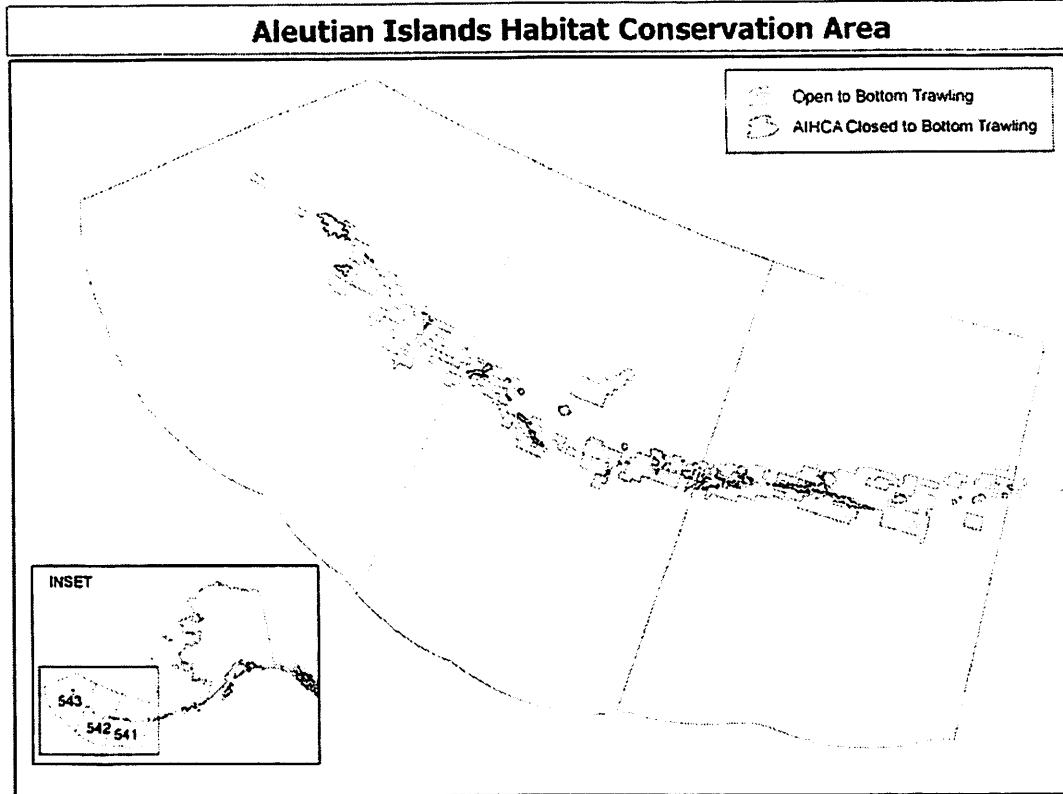 Aleutian Islands Habitat Conservation Area
Open to Bottom Trawling
AIHCA Closed to Bottom Trawling
INSET
543
542
541